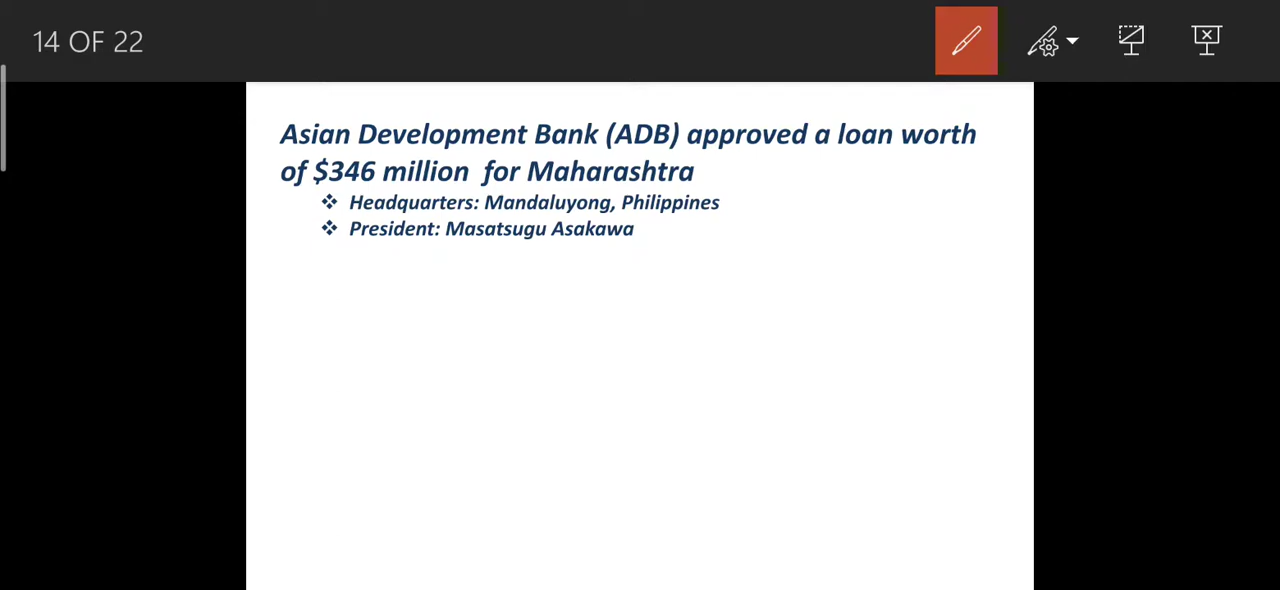 14 OF 22
Asian Development Bank (ADB) approved a loan worth
of $346 million for Maharashtra
❖ Headquarters: Mandaluyong, Philippines
❖ President: Masatsugu Asakawa